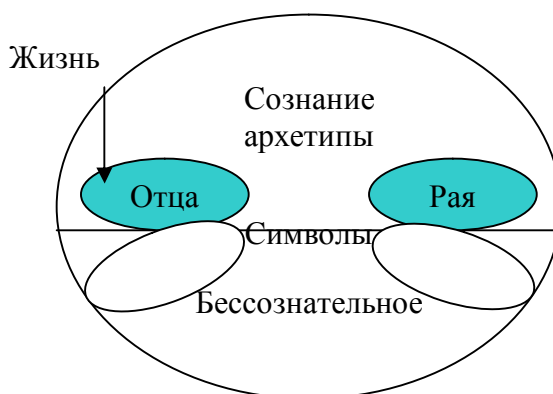 Жизнь
Сознание
архетипы
Отца
Рая
Символы
Бессознательное